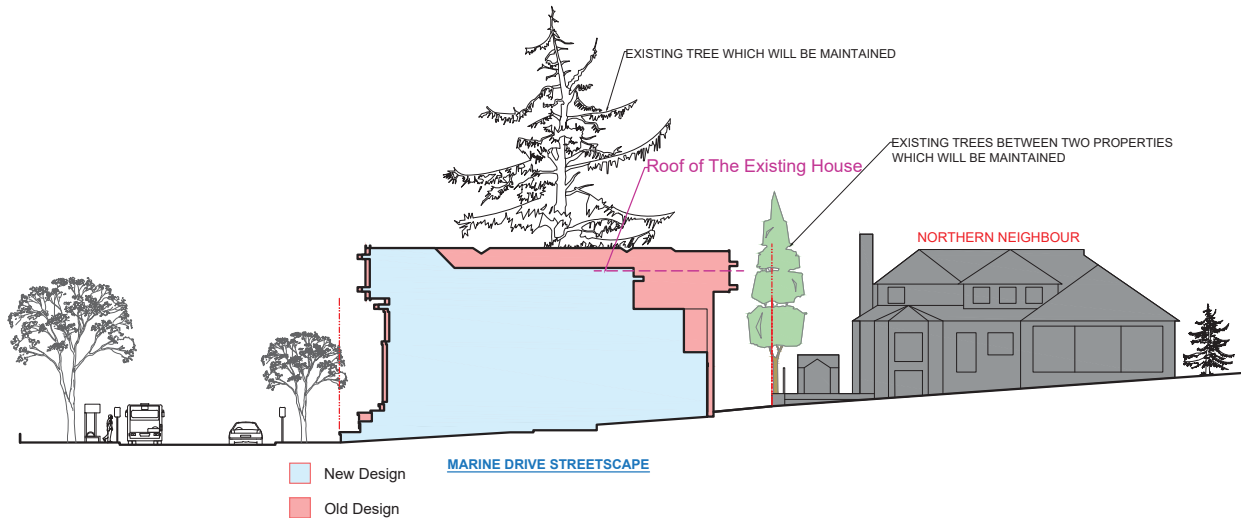 EXISTING TREE WHICH WILL BE MAINTAINED
EXISTING TREES BETWEEN TWO PROPERTIES
WHICH WILL BE MAINTAINED
Roof of The Existing House
NORTHERN NEIGHBOUR
MARINE DRIVE STREETSCAPE
New Design
Old Design